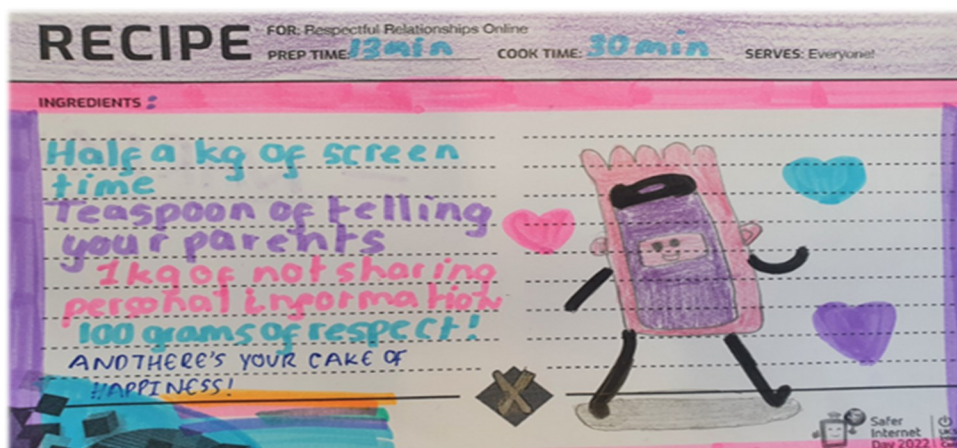 RECIPE
FOR: Respectful Relationships Online
PREP TIME: 13 min COOK TIME: 30 min SERVES: Everyone!
INGREDIENTS:
Half a kg of screen
time
Teaspoon of telling
your parents
1kg of not sharing
personal information
100 grams of respect!
AND THERE'S YOUR CAKE OF
HAPPINESS!
Safer
Internet
Day 2022